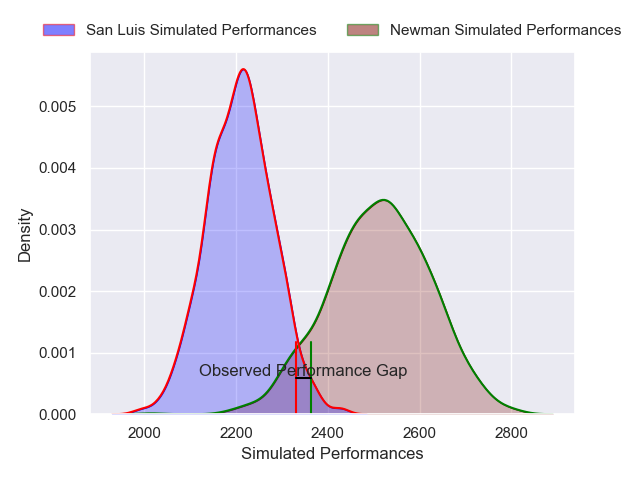 San Luis Simulated Performances Newman Simulated Performances
0.005
0.004
0.003
0.002
0.001
0.000
Density
Observed Performance Gap
2000 2200 2400 2600 2800
Simulated Performances